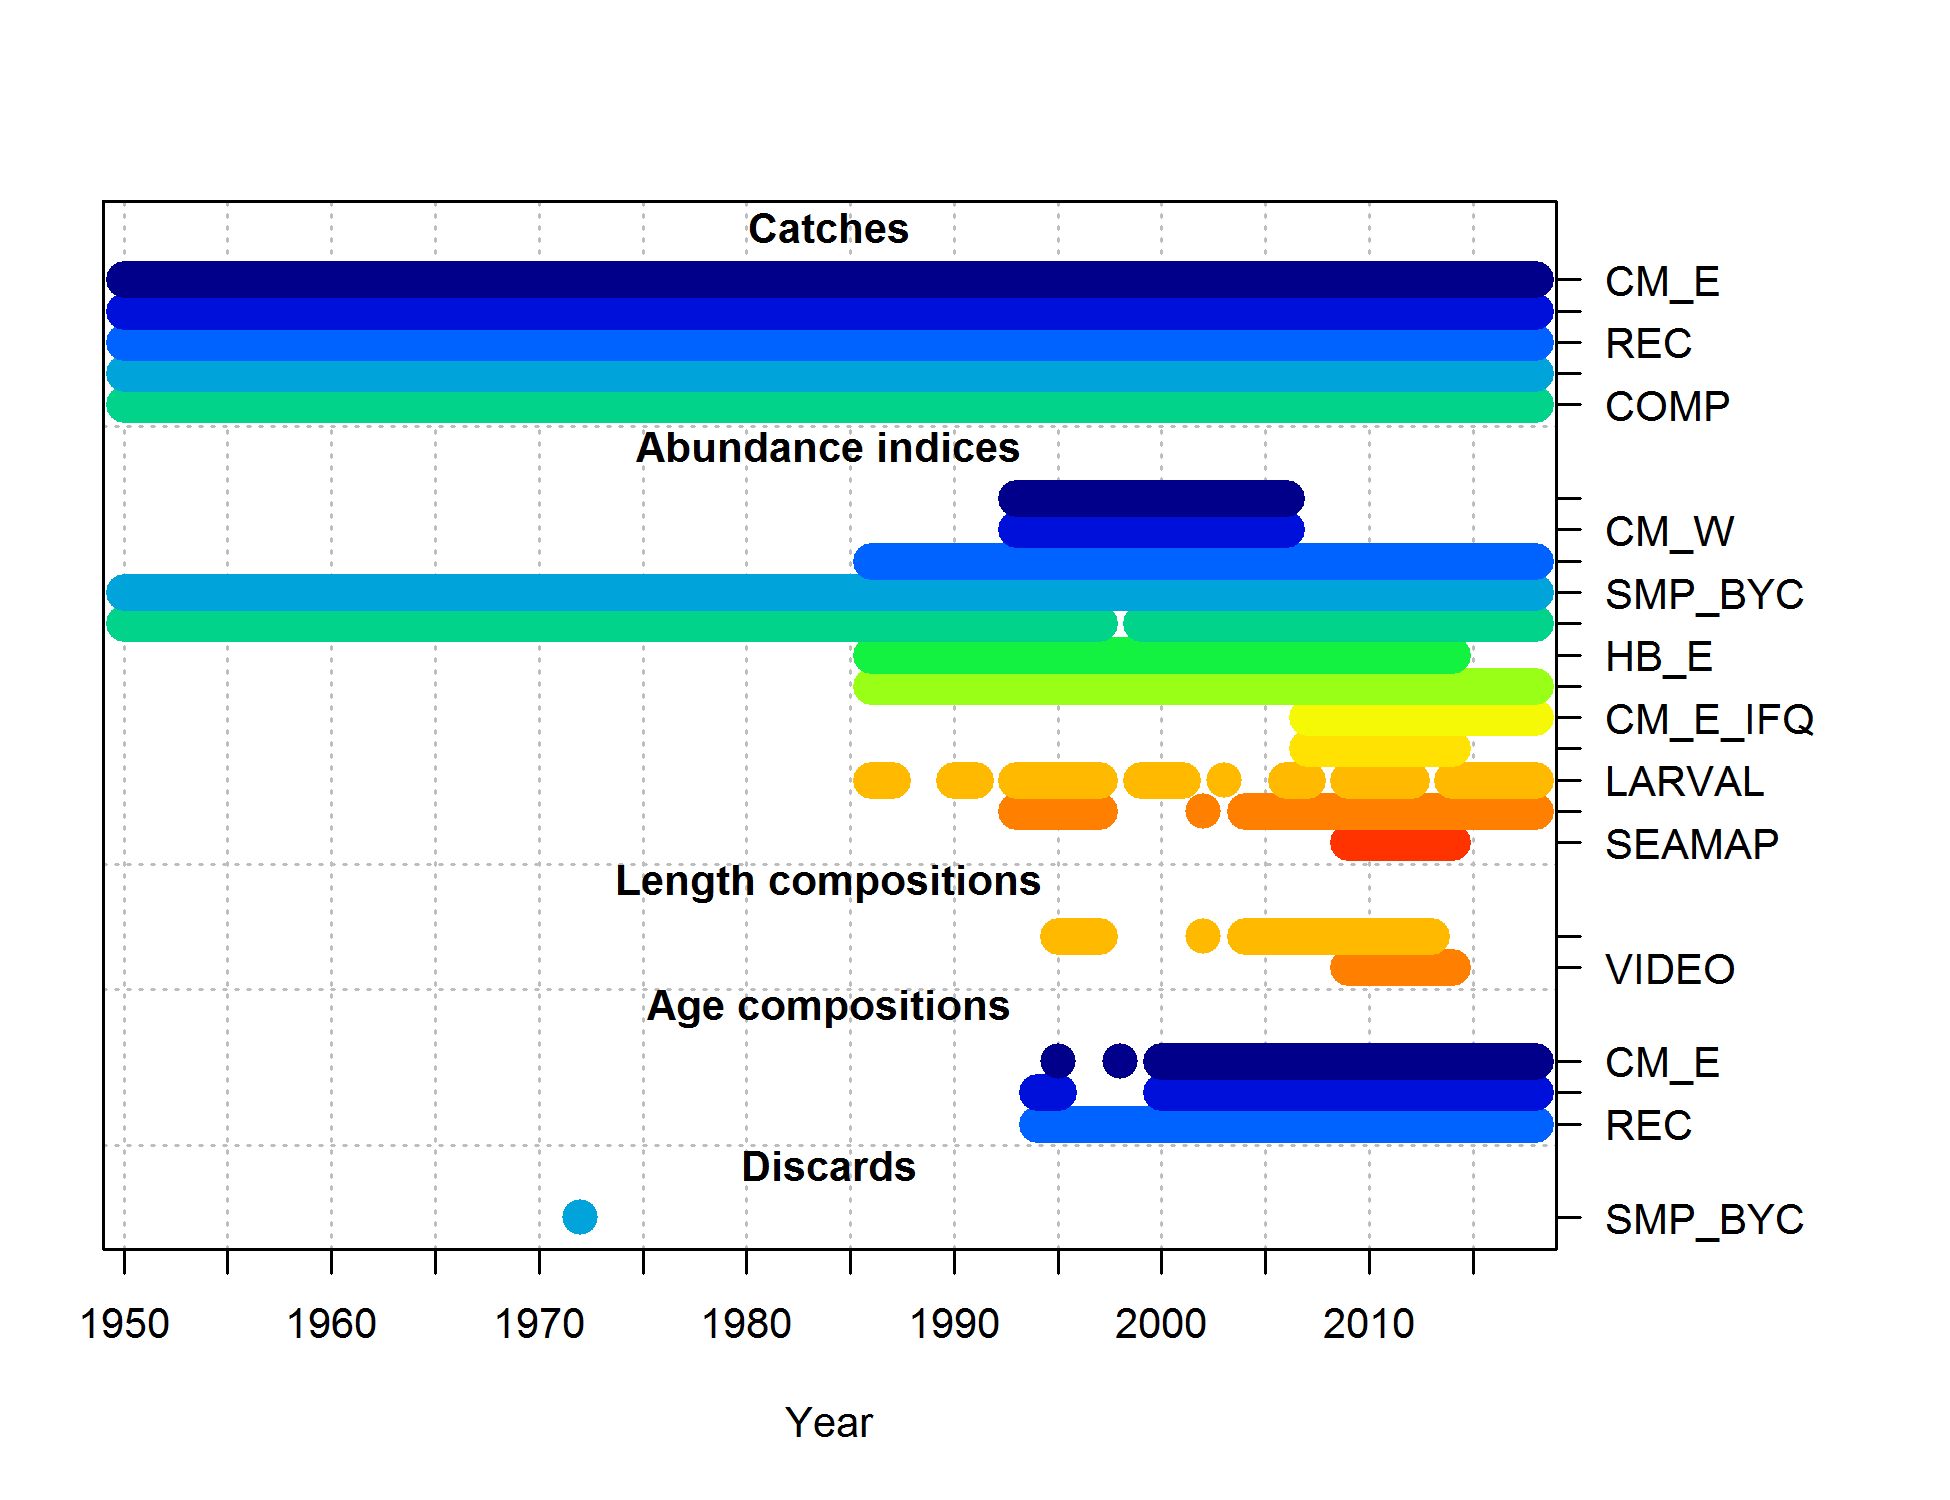 Catches
CM_E
REC
COMP
Abundance indices
CM_W
SMP_BYC
HB_E
CM_E_IFQ
LARVAL
SEAMAP
Length compositions
VIDEO
Age compositions
CM_E
REC
Discards
SMP_BYC
1950 1960 1970 1980 1990 2000 2010
Year